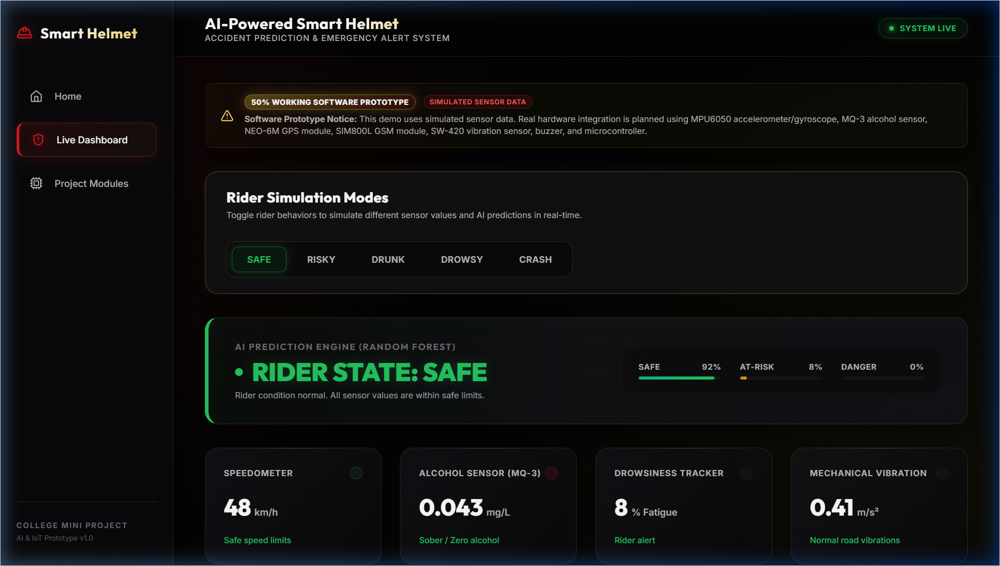 Smart Helmet
Home
Live Dashboard
Project Modules
COLLEGE MINI PROJECT
AI & IoT Prototype v1.0
AI-Powered Smart Helmet
ACCIDENT PREDICTION & EMERGENCY ALERT SYSTEM
SYSTEM LIVE
50% WORKING SOFTWARE PROTOTYPE
SIMULATED SENSOR DATA
Software Prototype Notice: This demo uses simulated sensor data. Real hardware integration is planned using MPU6050 accelerometer/gyroscope, MQ-3 alcohol sensor,
NEO-6M GPS module, SIM800L GSM module, SW-420 vibration sensor, buzzer, and microcontroller.
Rider Simulation Modes
Toggle rider behaviors to simulate different sensor values and AI predictions in real-time.
SAFE RISKY DRUNK DROWSY CRASH
AI PREDICTION ENGINE (RANDOM FOREST)
• RIDER STATE: SAFE
Rider condition normal. All sensor values are within safe limits.
SAFE 92% AT-RISK 8% DANGER 0%
SPEEDOMETER
48 km/h
Safe speed limits
ALCOHOL SENSOR (MQ-3)
0.043 mg/L
Sober / Zero alcohol
DROWSINESS TRACKER
8 % Fatigue
Rider alert
MECHANICAL VIBRATION
0.41 m/s²
Normal road vibrations